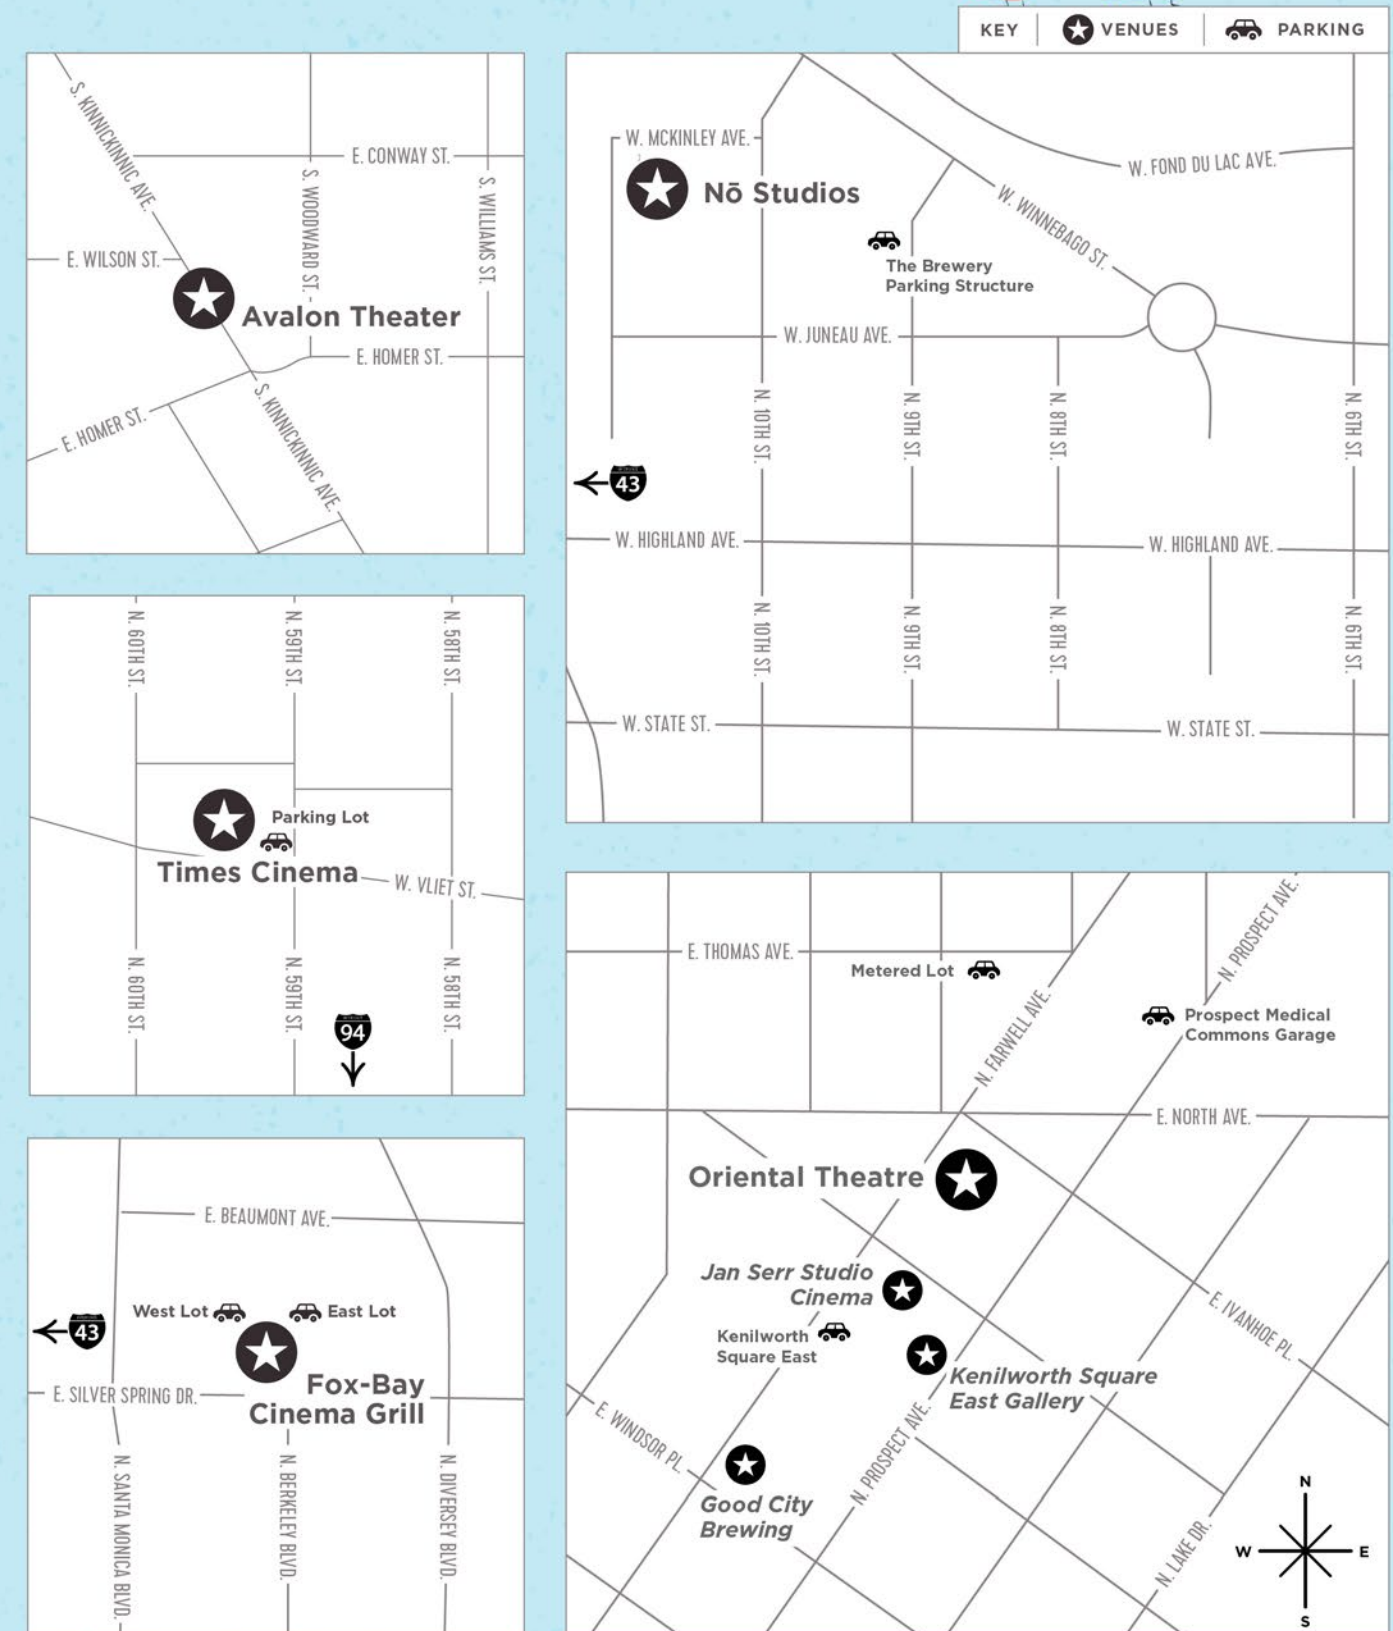 KEY
VENUES
PARKING
S. KINNICKINNIC AVE.
E. CONWAY ST.
S. WOODWARD ST.
S. WILLIAMS ST.
E. WILSON ST.
Avalon Theater
E. HOMER ST.
E. HOMER ST.
S. KINNICKINNIC AVE.
W. MCKINLEY AVE.
Nō Studios
W. FOND DU LAC AVE.
W. WINNEBAGO ST.
The Brewery
Parking Structure
W. JUNEAU AVE.
N. 10TH ST.
N. 9TH ST.
N. 8TH ST.
N. 6TH ST.
43
W. HIGHLAND AVE.
W. HIGHLAND AVE.
N. 10TH ST.
N. 9TH ST.
N. 8TH ST.
N. 6TH ST.
W. STATE ST.
W. STATE ST.
N. 60TH ST.
N. 59TH ST.
N. 58TH ST.
Parking Lot
Times Cinema
W. VLIET ST.
N. 60TH ST.
N. 59TH ST.
N. 58TH ST.
94
E. BEAUMONT AVE.
West Lot
East Lot
43
E. SILVER SPRING DR.
Fox-Bay
Cinema Grill
N. SANTA MONICA BLVD.
N. BERKELEY BLVD.
N. DIVERSEY BLVD.
E. THOMAS AVE.
Metered Lot
N. PROSPECT AVE.
N. FARWELL AVE.
Prospect Medical
Commons Garage
E. NORTH AVE.
Oriental Theatre
Jan Serr Studio
Cinema
Kenilworth
Square East
E. IVANHOE PL.
Kenilworth Square
East Gallery
E. WINDSOR PL.
N. PROSPECT AVE.
Good City
Brewing
N. LAKE DR.
N
W
E
S